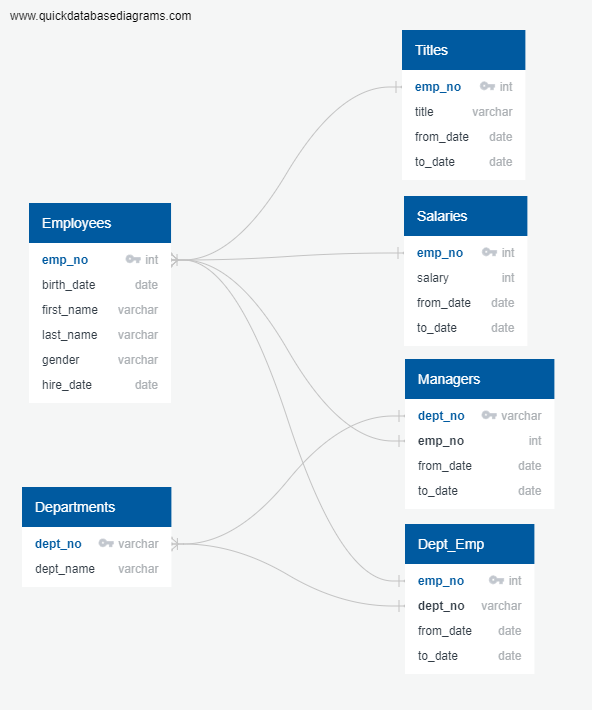 www.quickdatabasediagrams.com
Titles
emp_no int
title varchar
from_date date
to_date date
Employees
emp_no int
birth_date date
first_name varchar
last_name varchar
gender varchar
hire_date date
Salaries
emp_no int
salary int
from_date date
to_date date
Managers
dept_no varchar
emp_no int
from_date date
to_date date
Departments
dept_no varchar
dept_name varchar
Dept_Emp
emp_no int
dept_no varchar
from_date date
to_date date